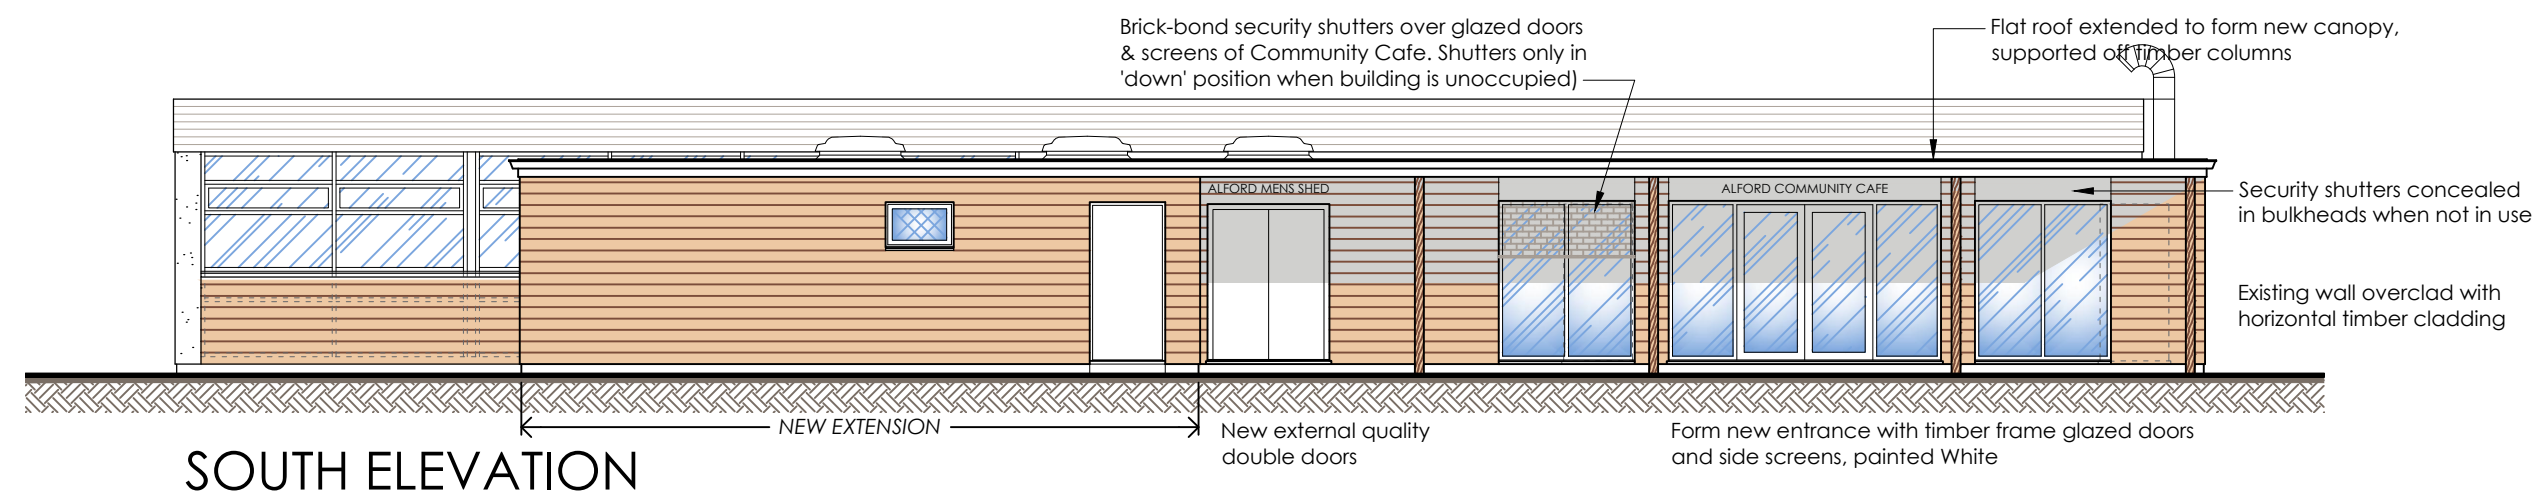 Brick-bond security shutters over glazed doors
& screens of Community Cafe. Shutters only in
'down' position when building is unoccupied)
Flat roof extended to form new canopy,
supported off timber columns
ALFORD MENS SHED
ALFORD COMMUNITY CAFE
Security shutters concealed
in bulkheads when not in use
Existing wall overclad with
horizontal timber cladding
NEW EXTENSION
New external quality
double doors
Form new entrance with timber frame glazed doors
and side screens, painted White
SOUTH ELEVATION